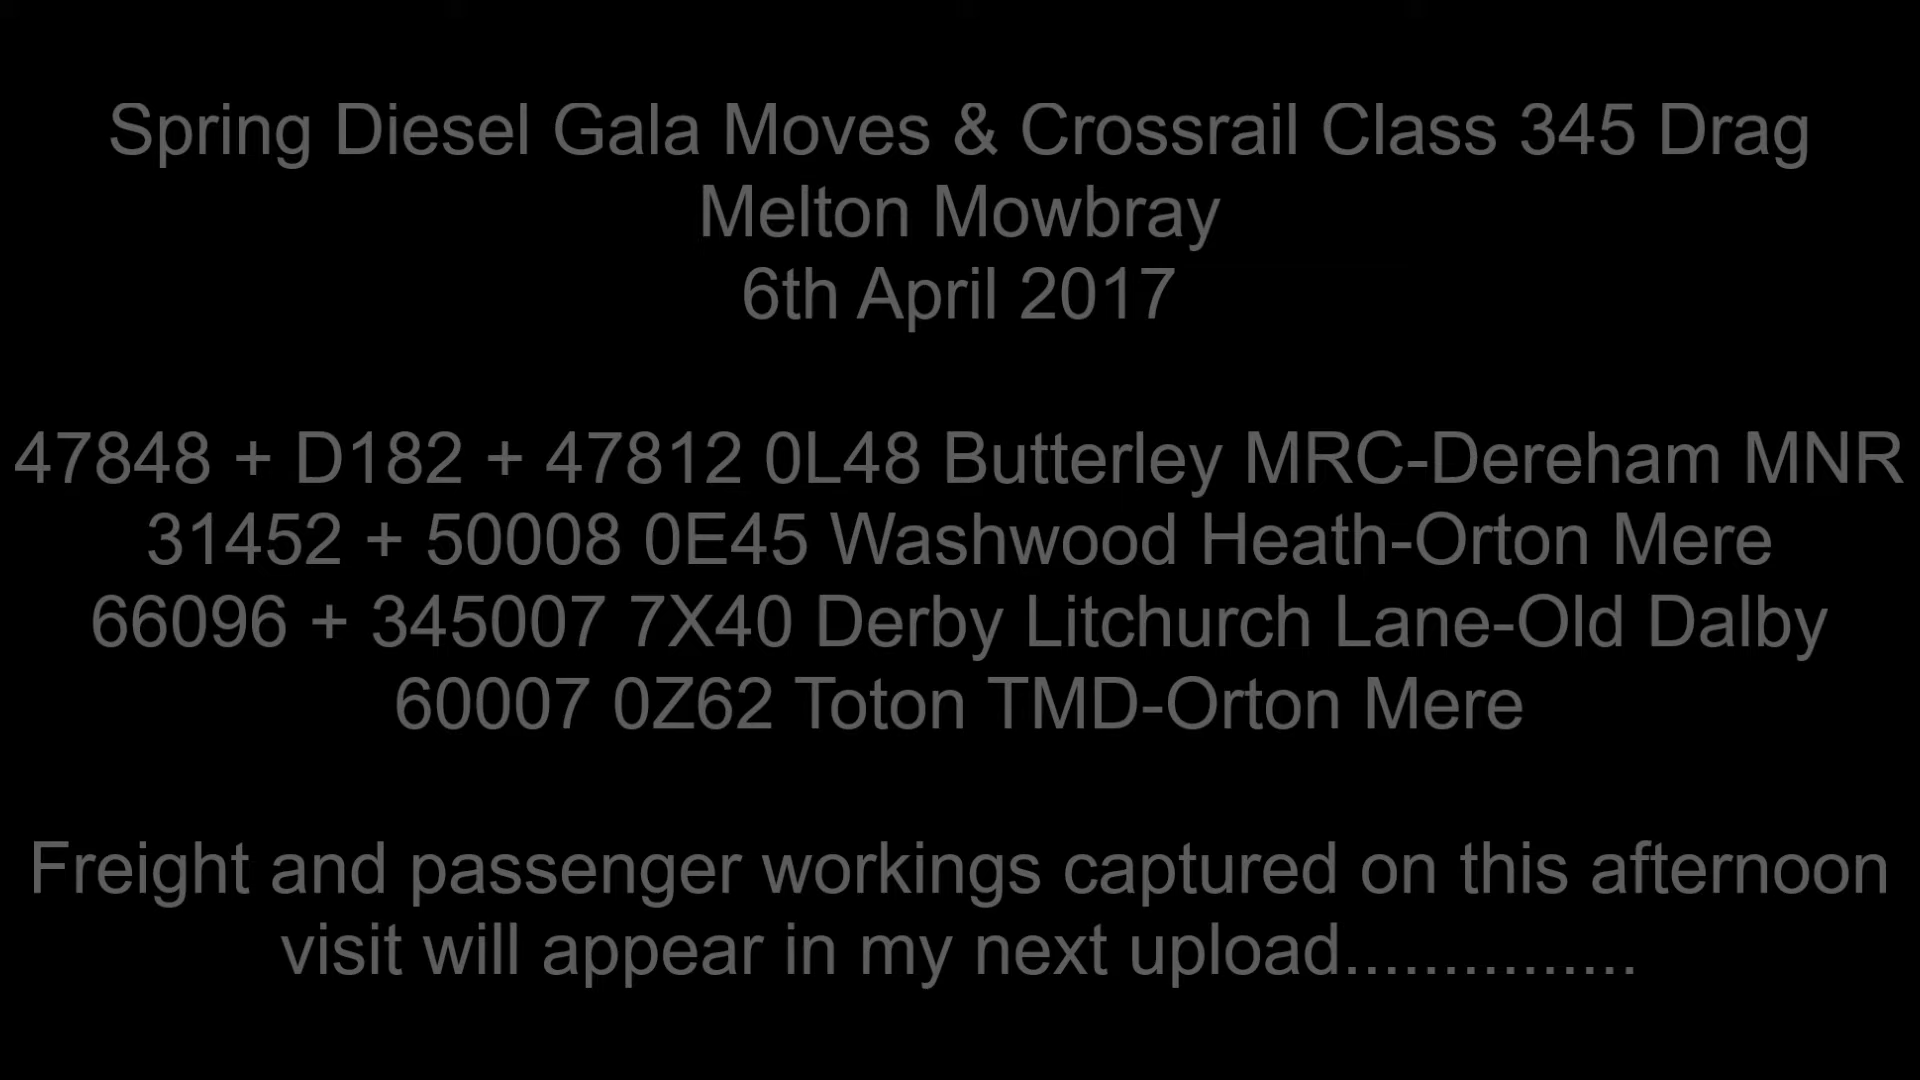 Spring Diesel Gala Moves & Crossrail Class 345 Drag
Melton Mowbray
6th April 2017
47848 + D182 + 47812 0L48 Butterley MRC-Dereham MNR
31452 + 50008 0E45 Washwood Heath-Orton Mere
66096 + 345007 7X40 Derby Litchurch Lane-Old Dalby
60007 0Z62 Toton TMD-Orton Mere
Freight and passenger workings captured on this afternoon
visit will appear in my next upload...............